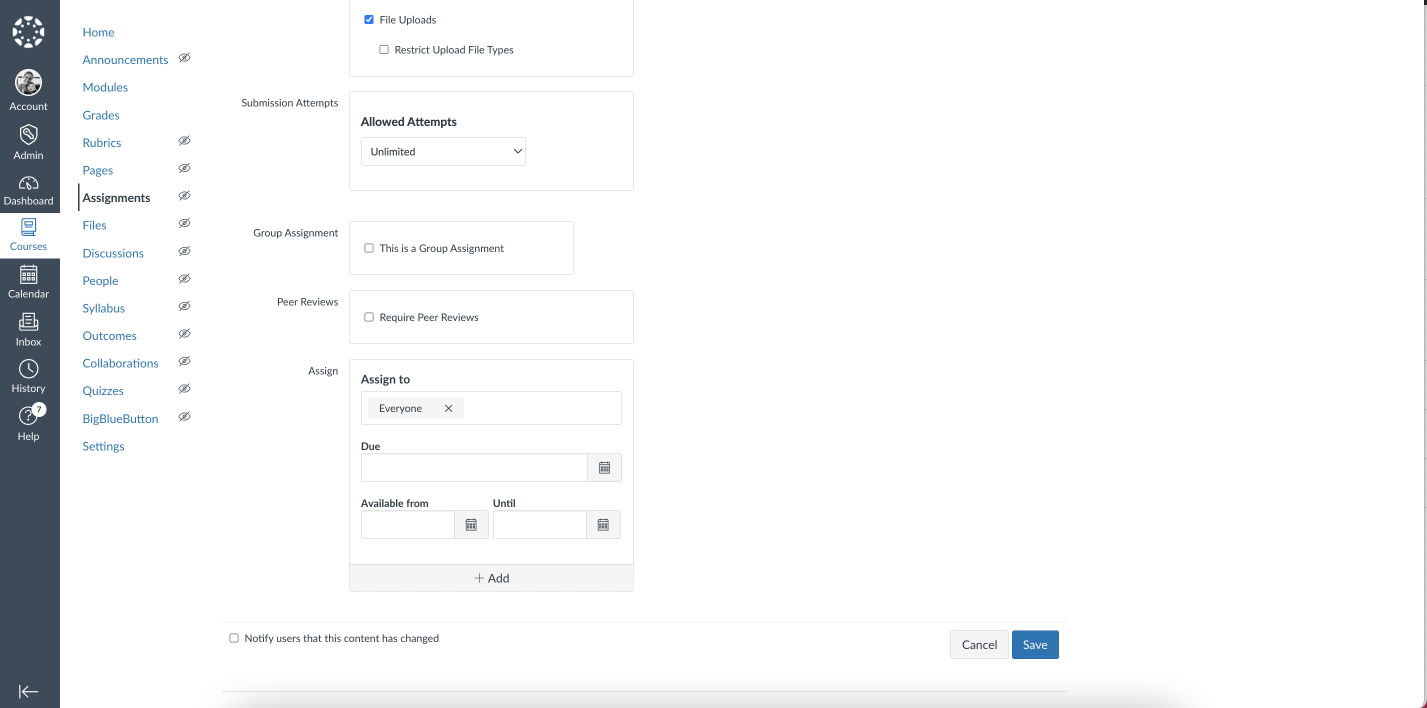 Account
Admin
Dashboard
Courses
Calendar
Inbox
History
7
Help
Home
Announcements
Modules
Grades
Rubrics
Pages
Assignments
Files
Discussions
People
Syllabus
Outcomes
Collaborations
Quizzes
BigBlueButton
Settings
File Uploads
Restrict Upload File Types
Submission Attempts
Allowed Attempts
Unlimited
Group Assignment
This is a Group Assignment
Peer Reviews
Require Peer Reviews
Assign
Assign to
Everyone
Due
Available from Until
+ Add
Notify users that this content has changed
Cancel Save